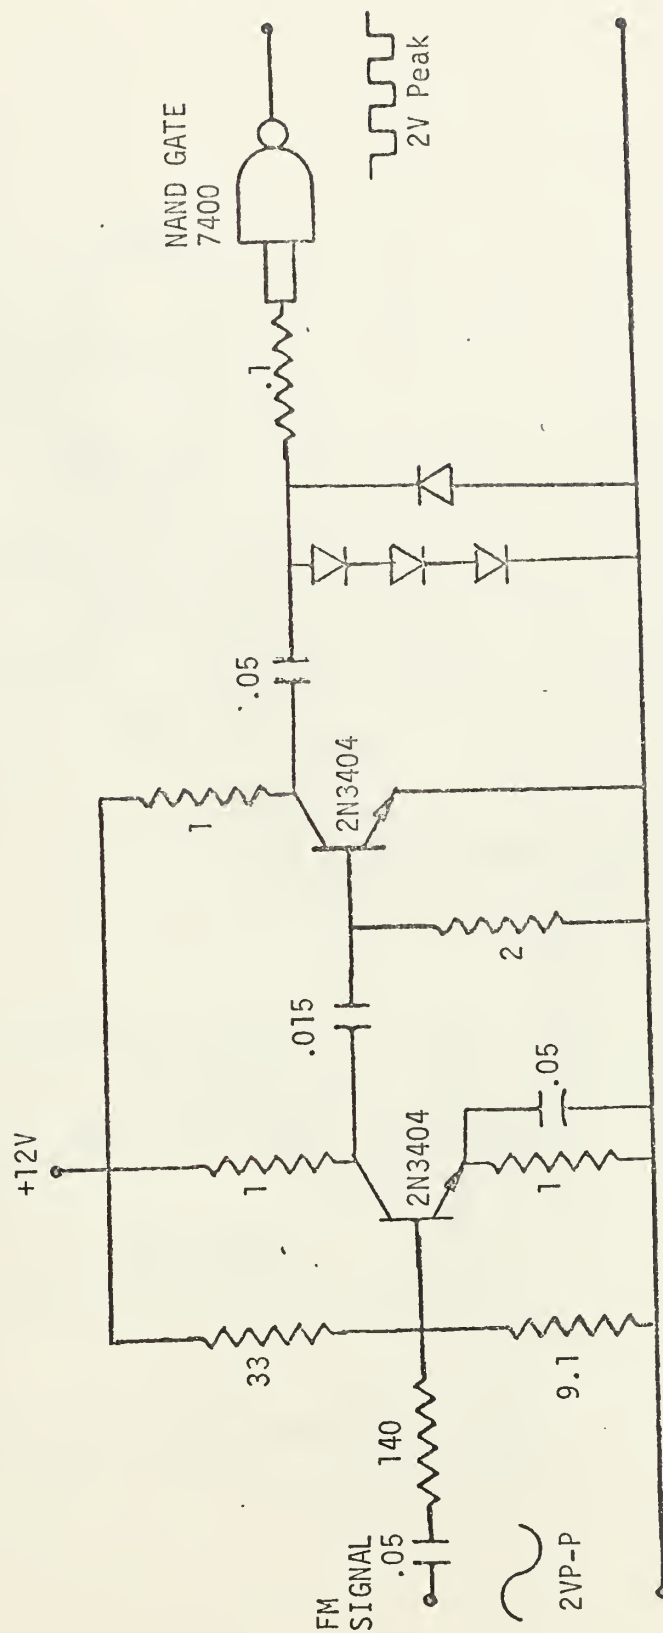 FM
SIGNAL
.05
2VP-P
140
33
9.1
+12V
1
2N3404
1
.05
.015
2
1
2N3404
.05
.1
NAND GATE
7400
2V Peak